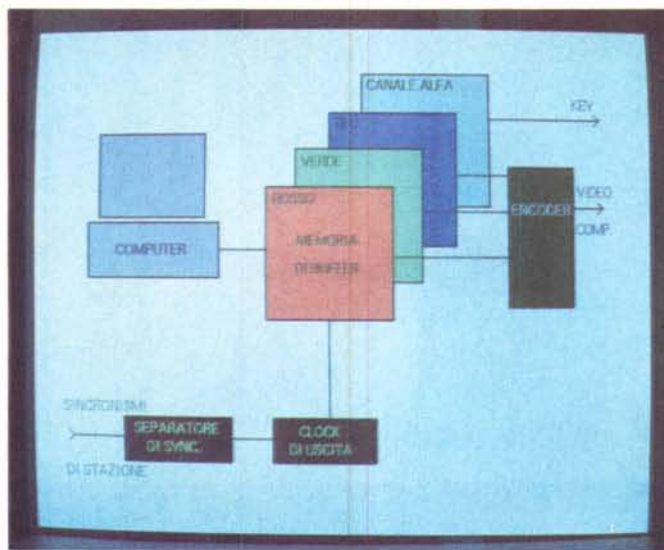 CANALE ALFA
KEY
BLU
VERDE
ROSSO
ENCODER
VIDEO
COMP.
COMPUTER
MEMORIA
DI BUFFER
SINCRONISMI
SEPARATORE
DI SYNC.
CLOCK
DI USCITA
DI STAZIONE